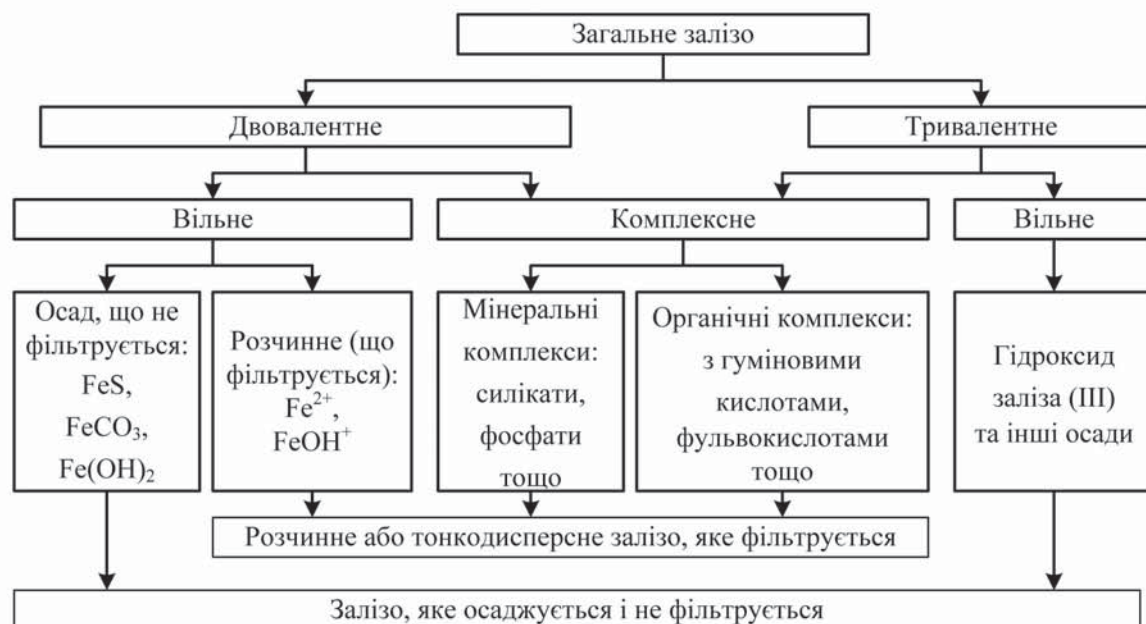 Загальне залізо
Двовалентне
Тривалентне
Вільне
Комплексне
Вільне
Осад, що не
фільтрується:
FeS,
FeCO₃,
Fe(OH)₂
Розчинне (що
фільтрується):
Fe²⁺,
FeOH⁺
Мінеральні
комплекси:
силікати,
фосфати
тощо
Органічні комплекси:
з гуміновими
кислотами,
фульвокислотами
тощо
Гідроксид
заліза (III)
та інші осади
Розчинне або тонкодисперсне залізо, яке фільтрується
Залізо, яке осаджується і не фільтрується